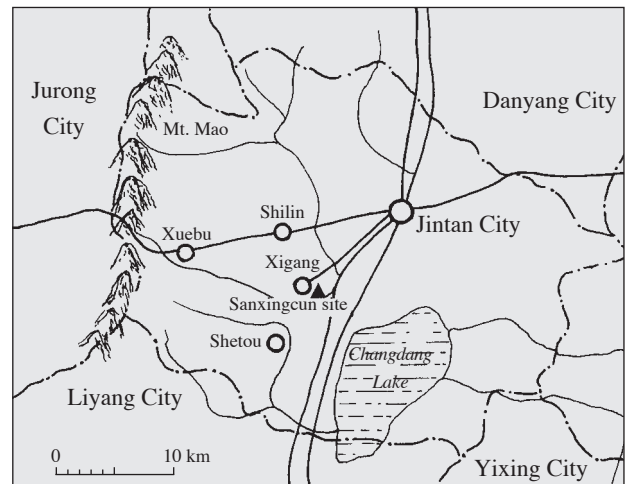 Jurong
City
Danyang City
Mt. Mao
Shilin
Jintan City
Xuebu
Xigang
Sanxingcun site
Shetou
Changdang
Lake
Liyang City
0 10 km
Yixing City